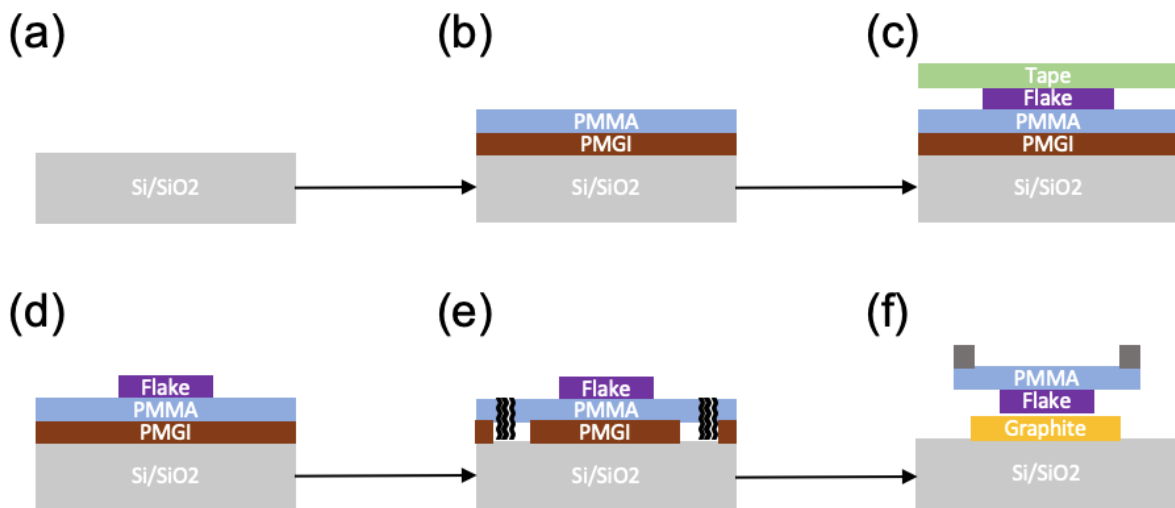 (a)
Si/SiO2
(b)
PMMA
PMGI
Si/SiO2
(c)
Tape
Flake
PMMA
PMGI
Si/SiO2
(d)
Flake
PMMA
PMGI
Si/SiO2
(e)
Flake
PMMA
PMGI
Si/SiO2
(f)
PMMA
Flake
Graphite
Si/SiO2